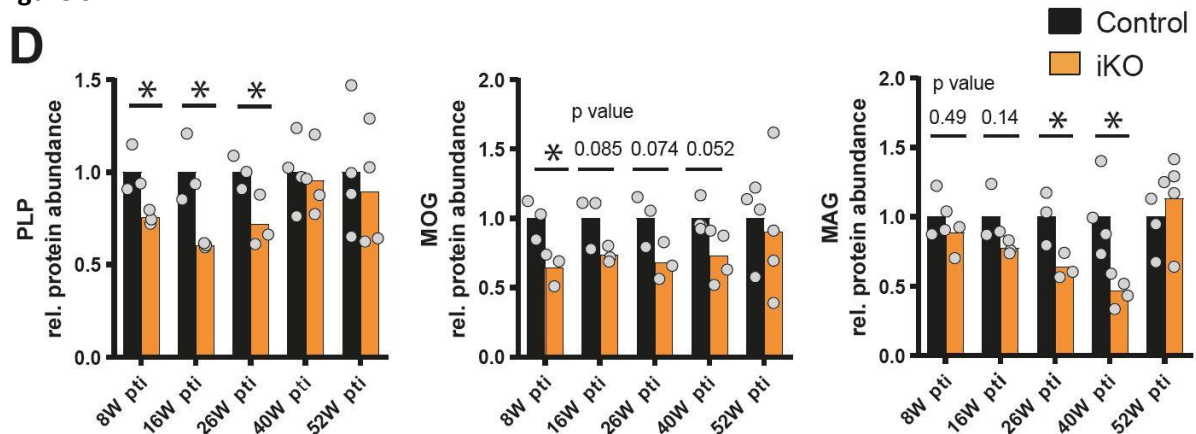 D
Control
iKO
PLP
rel. protein abundance
1.5
1.0
0.5
0.0
* * *
8W pti
16W pti
26W pti
40W pti
52W pti
MOG
rel. protein abundance
2.0
1.5
1.0
0.5
0.0
p value
* 0.085 0.074 0.052
8W pti
16W pti
26W pti
40W pti
52W pti
MAG
rel. protein abundance
2.0
1.5
1.0
0.5
0.0
p value
0.49 0.14 * *
8W pti
16W pti
26W pti
40W pti
52W pti